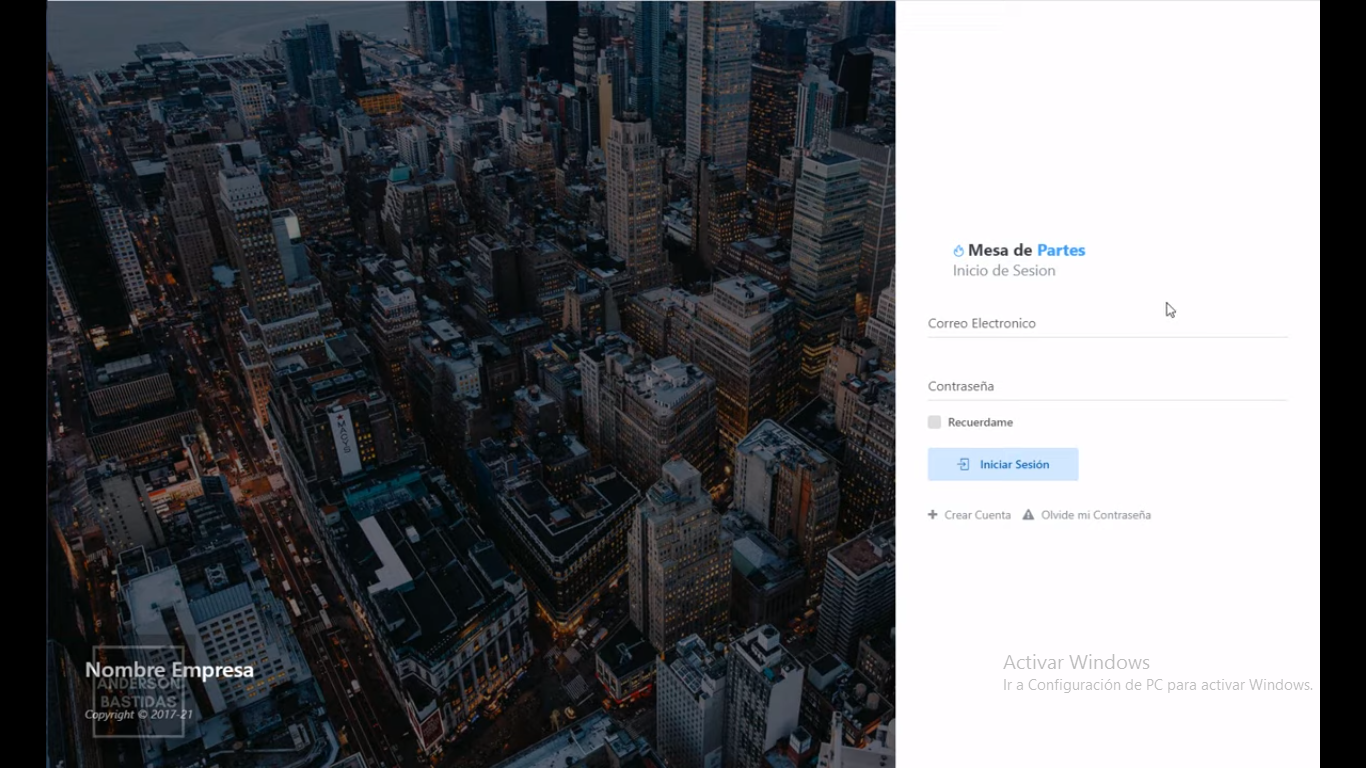 Mesa de Partes
Inicio de Sesion
Correo Electronico
Contraseña
Recuerdame
Iniciar Sesión
Crear Cuenta
Olvide mi Contraseña
MACYS
Nombre Empresa
ANDERSON
BASTIDAS
Copyright © 2017-21
Activar Windows
Ir a Configuración de PC para activar Windows.